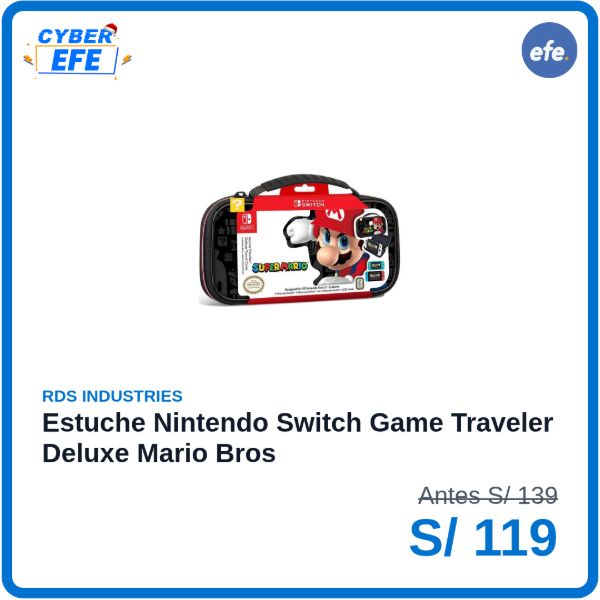 CYBER
EFE
efe.
NINTENDO
SWITCH
SUPER MARIO
RDS INDUSTRIES
Estuche Nintendo Switch Game Traveler
Deluxe Mario Bros
Antes S/ 139
S/ 119